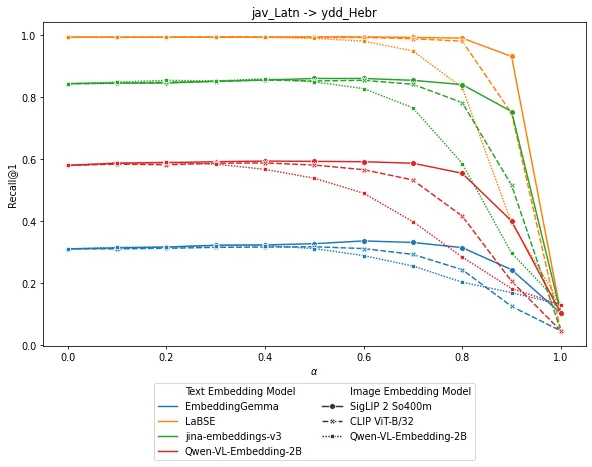 jav_Latn -> ydd_Hebr
1.0
0.8
0.6
0.4
0.2
0.0
Recall@1
0.0 0.2 0.4 0.6 0.8 1.0
α
Text Embedding Model
EmbeddingGemma
LaBSE
jina-embeddings-v3
Qwen-VL-Embedding-2B
Image Embedding Model
SigLIP 2 So400m
CLIP ViT-B/32
Qwen-VL-Embedding-2B